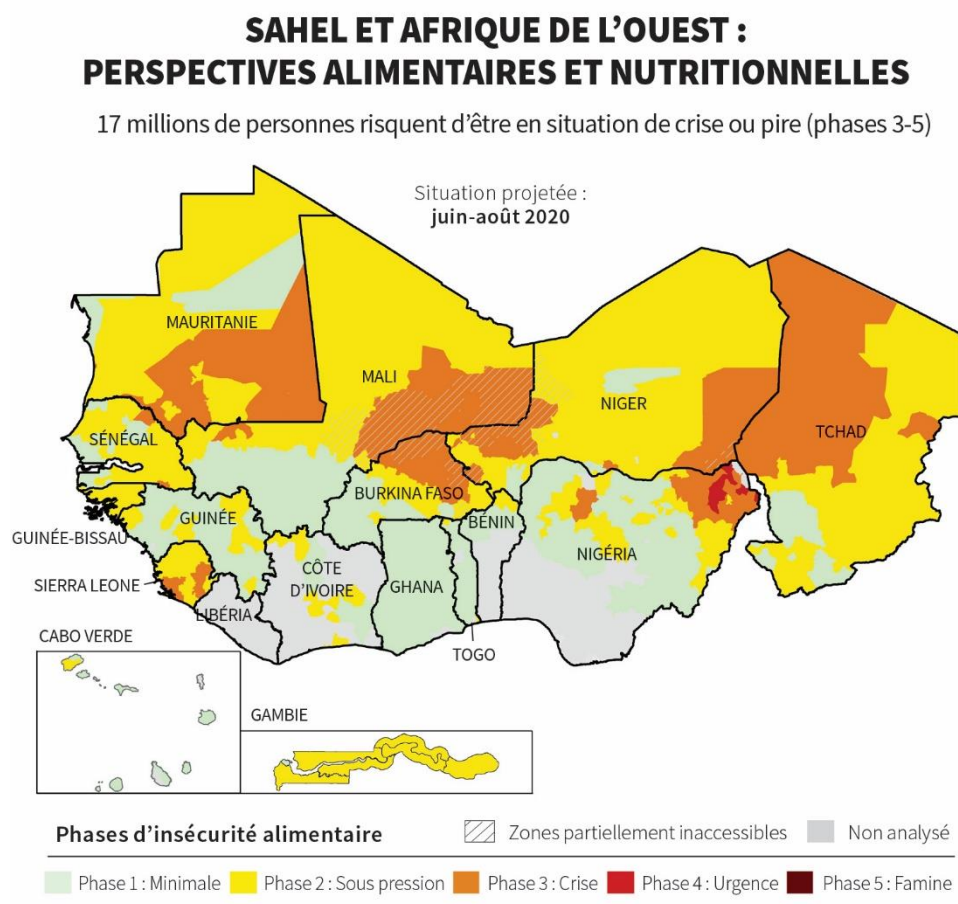 SAHEL ET AFRIQUE DE L’OUEST :
PERSPECTIVES ALIMENTAIRES ET NUTRITIONNELLES
17 millions de personnes risquent d’être en situation de crise ou pire (phases 3-5)
Situation projetée :
juin-août 2020
MAURITANIE
MALI
NIGER
TCHAD
SÉNÉGAL
BURKINA FASO
GUINÉE
BÉNIN
GUINÉE-BISSAU
NIGÉRIA
CÔTE
D’IVOIRE
GHANA
SIERRA LEONE
LIBÉRIA
TOGO
CABO VERDE
GAMBIE
Phases d’insécurité alimentaire
Zones partiellement inaccessibles
Non analysé
Phase 1 : Minimale
Phase 2 : Sous pression
Phase 3 : Crise
Phase 4 : Urgence
Phase 5 : Famine